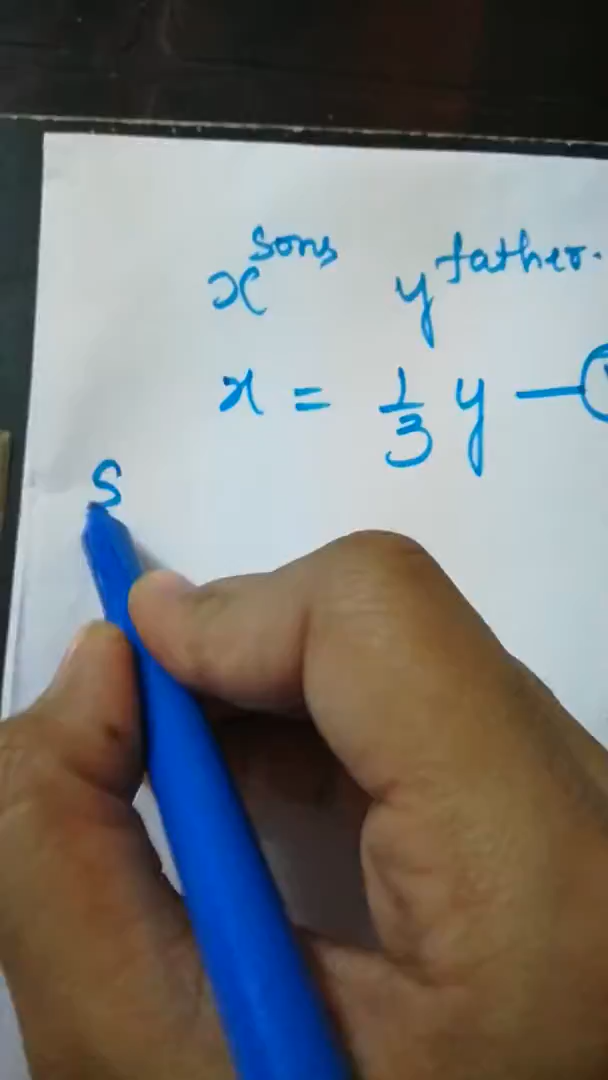 x sons y father.
x = 1/3 y —
S